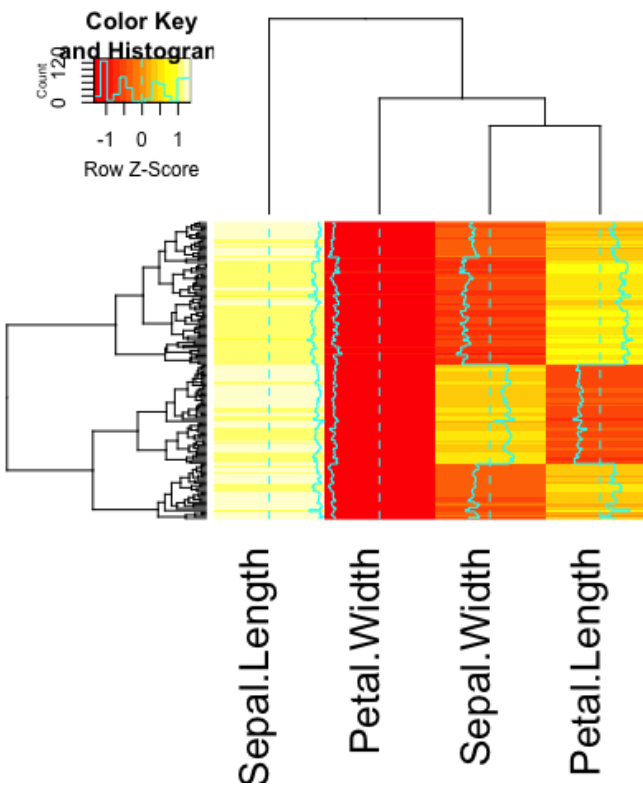 Color Key
and Histogram
Count
0
120
-1 0 1
Row Z-Score
Sepal.Length
Petal.Width
Sepal.Width
Petal.Length